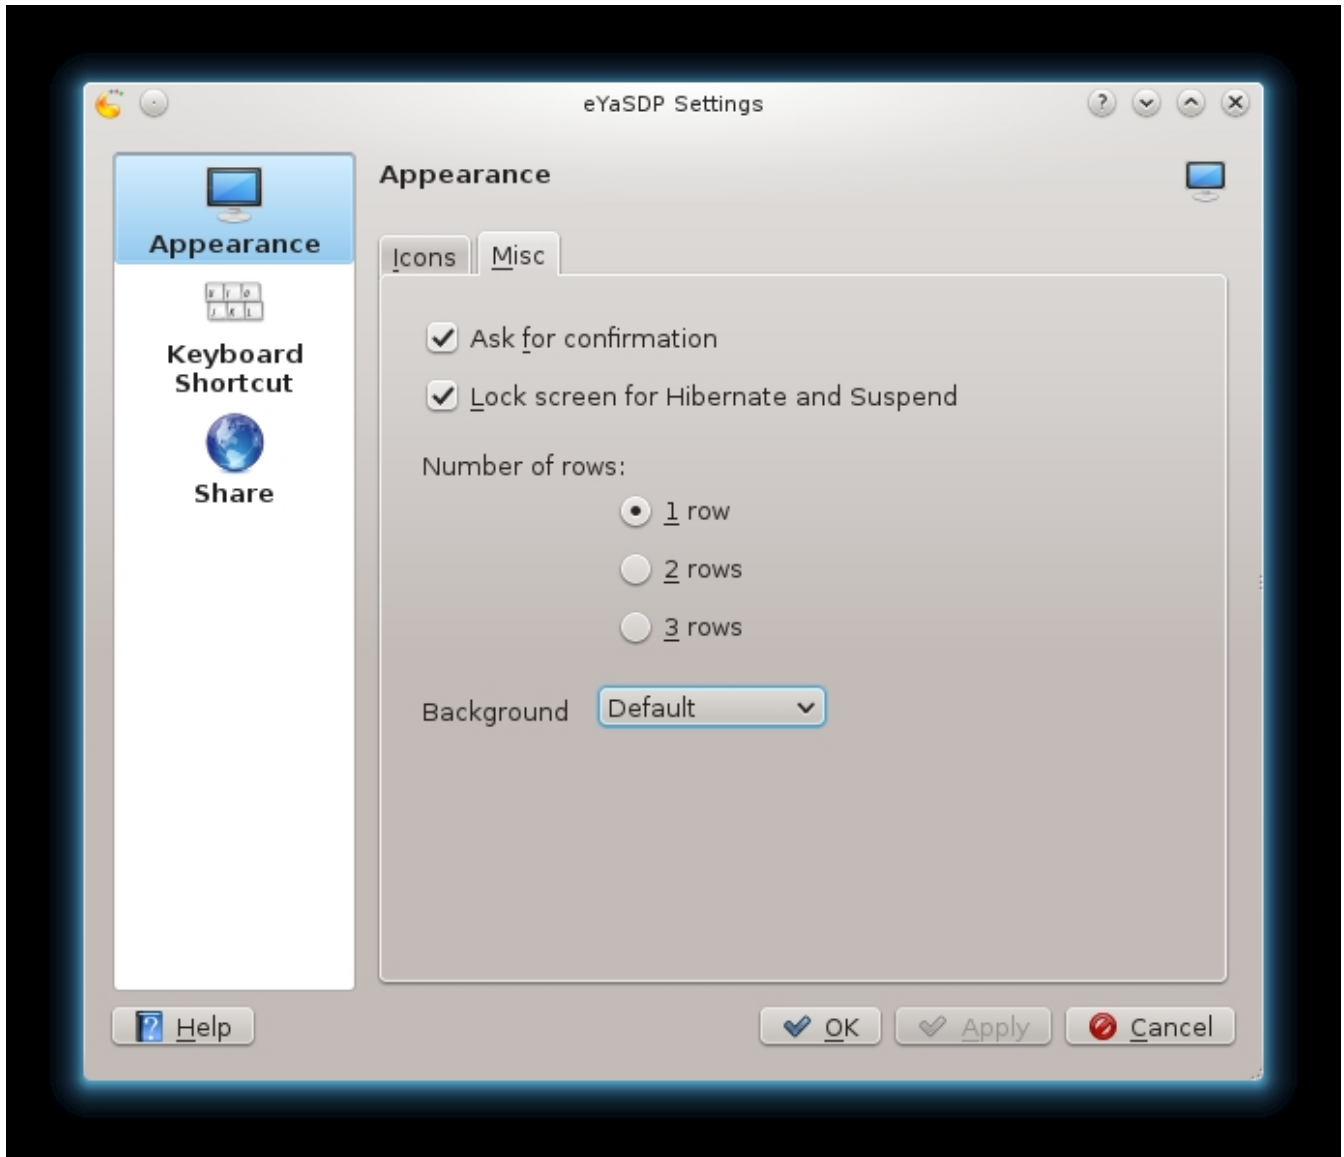 eYaSDP Settings
Appearance
Keyboard
Shortcut
Share
Appearance
Icons
Misc
Ask for confirmation
Lock screen for Hibernate and Suspend
Number of rows:
1 row
2 rows
3 rows
Background
Default
Help
OK
Apply
Cancel